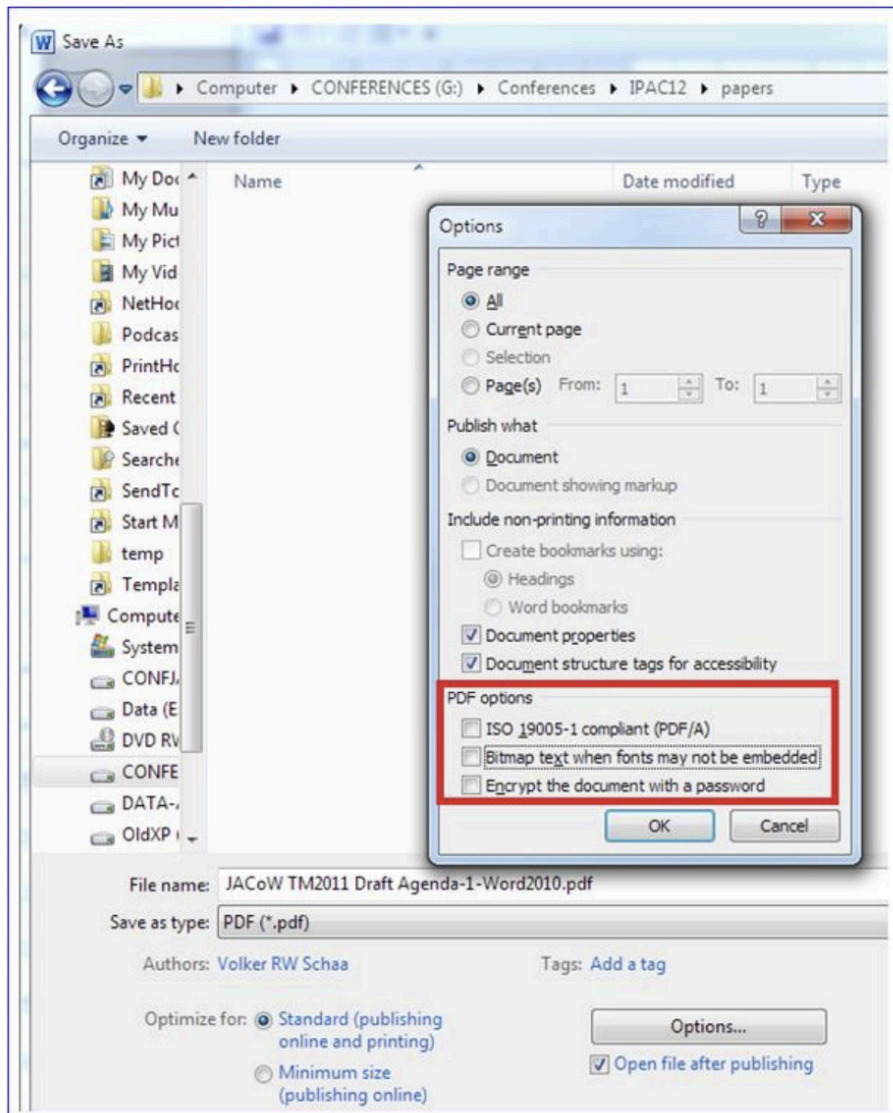 Save As
Computer ▸ CONFERENCES (G:) ▸ Conferences ▸ IPAC12 ▸ papers
Organize New folder
Name Date modified Type
My Doc
My Mu
My Pict
My Vid
NetHoo
Podcas
PrintHo
Recent
Saved
Searche
SendTo
Start M
temp
Templa
Compute
System
CONFJ
Data (E
DVD RW
CONFE
DATA-
OldXP
Options
Page range
All
Current page
Selection
Page(s) From: 1 To: 1
Publish what
Document
Document showing markup
Include non-printing information
Create bookmarks using:
Headings
Word bookmarks
Document properties
Document structure tags for accessibility
PDF options
ISO 19005-1 compliant (PDF/A)
Bitmap text when fonts may not be embedded
Encrypt the document with a password
OK Cancel
File name: JACoW TM2011 Draft Agenda-1-Word2010.pdf
Save as type: PDF (*.pdf)
Authors: Volker RW Schaa Tags: Add a tag
Optimize for: Standard (publishing
online and printing)
Minimum size
(publishing online)
Options...
Open file after publishing